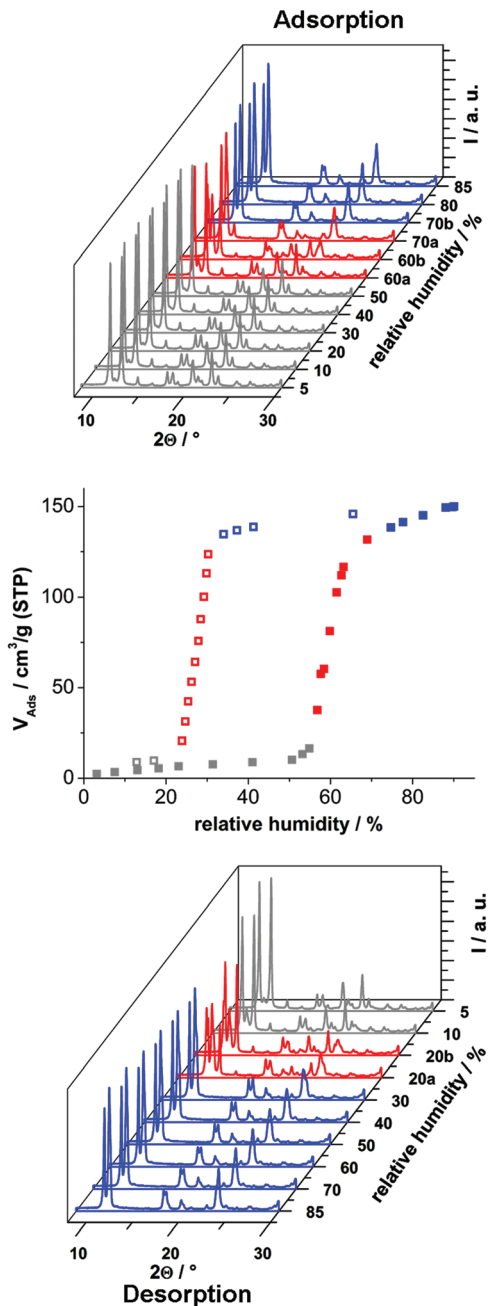 Adsorption
I / a. u.
85
80
70b
70a
60b
60a
50
40
30
20
10
5
relative humidity / %
10
20
30
2Θ / °
150
100
50
0
V_Ads / cm³/g (STP)
0
20
40
60
80
relative humidity / %
I / a. u.
5
10
20b
20a
30
40
50
60
70
85
relative humidity / %
10
20
30
2Θ / °
Desorption